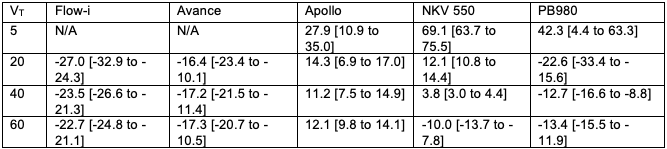 VT Flow-i Avance Apollo NKV 550 PB980
5 N/A N/A 27.9 [10.9 to 69.1 [63.7 to 42.3 [4.4 to 63.3]
35.0] 75.5]
20 -27.0 [-32.9 to - -16.4 [-23.4 to - 14.3 [6.9 to 17.0] 12.1 [10.8 to -22.6 [-33.4 to -
24.3] 10.1] 14.4] 15.6]
40 -23.5 [-26.6 to - -17.2 [-21.5 to - 11.2 [7.5 to 14.9] 3.8 [3.0 to 4.4] -12.7 [-16.6 to -8.8]
21.3] 11.4]
60 -22.7 [-24.8 to - -17.3 [-20.7 to - 12.1 [9.8 to 14.1] -10.0 [-13.7 to - -13.4 [-15.5 to -
21.1] 10.5] 7.8] 11.9]